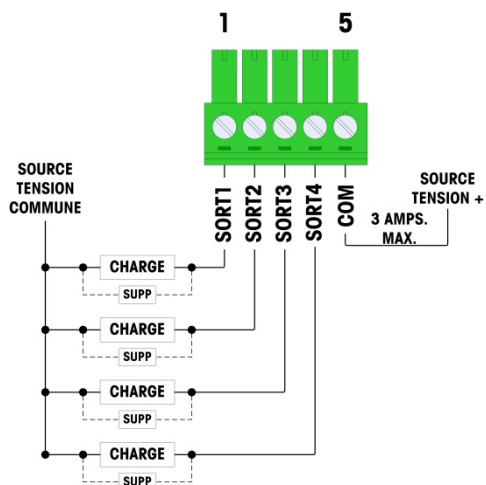 1 5
SOURCE
TENSION
COMMUNE
SORT1
SORT2
SORT3
SORT4
COM
SOURCE
TENSION +
3 AMPS.
MAX.
CHARGE
SUPP
CHARGE
SUPP
CHARGE
SUPP
CHARGE
SUPP